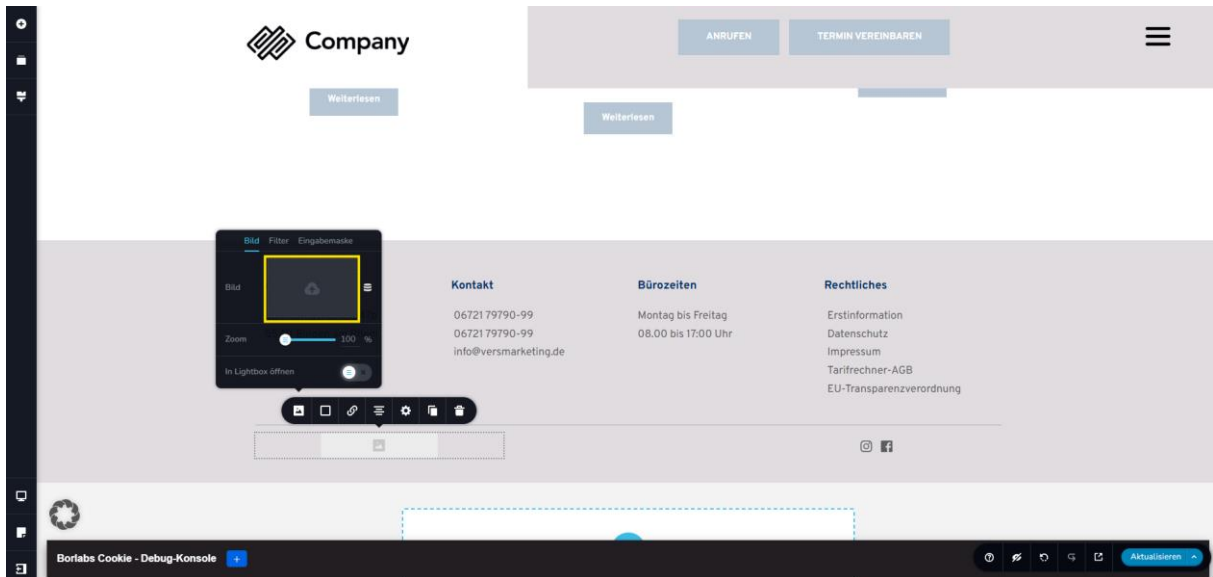 Company
ANRUFEN
TERMIN VEREINBAREN
Weiterlesen
Weiterlesen
Bild Filter Eingabemaske
Bild
Zoom 100 %
In Lightbox öffnen
Kontakt
06721 79790-99
06721 79790-99
info@versmarketing.de
Bürozeiten
Montag bis Freitag
08.00 bis 17:00 Uhr
Rechtliches
Erstinformation
Datenschutz
Impressum
Tarifrechner-AGB
EU-Transparenzverordnung
Borlabs Cookie - Debug-Konsole +
Aktualisieren